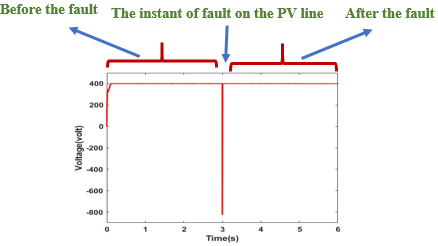 Before the fault
The instant of fault on the PV line
After the fault
400
200
0
-200
-400
-600
-800
Voltage(volt)
0 1 2 3 4 5 6
Time(s)